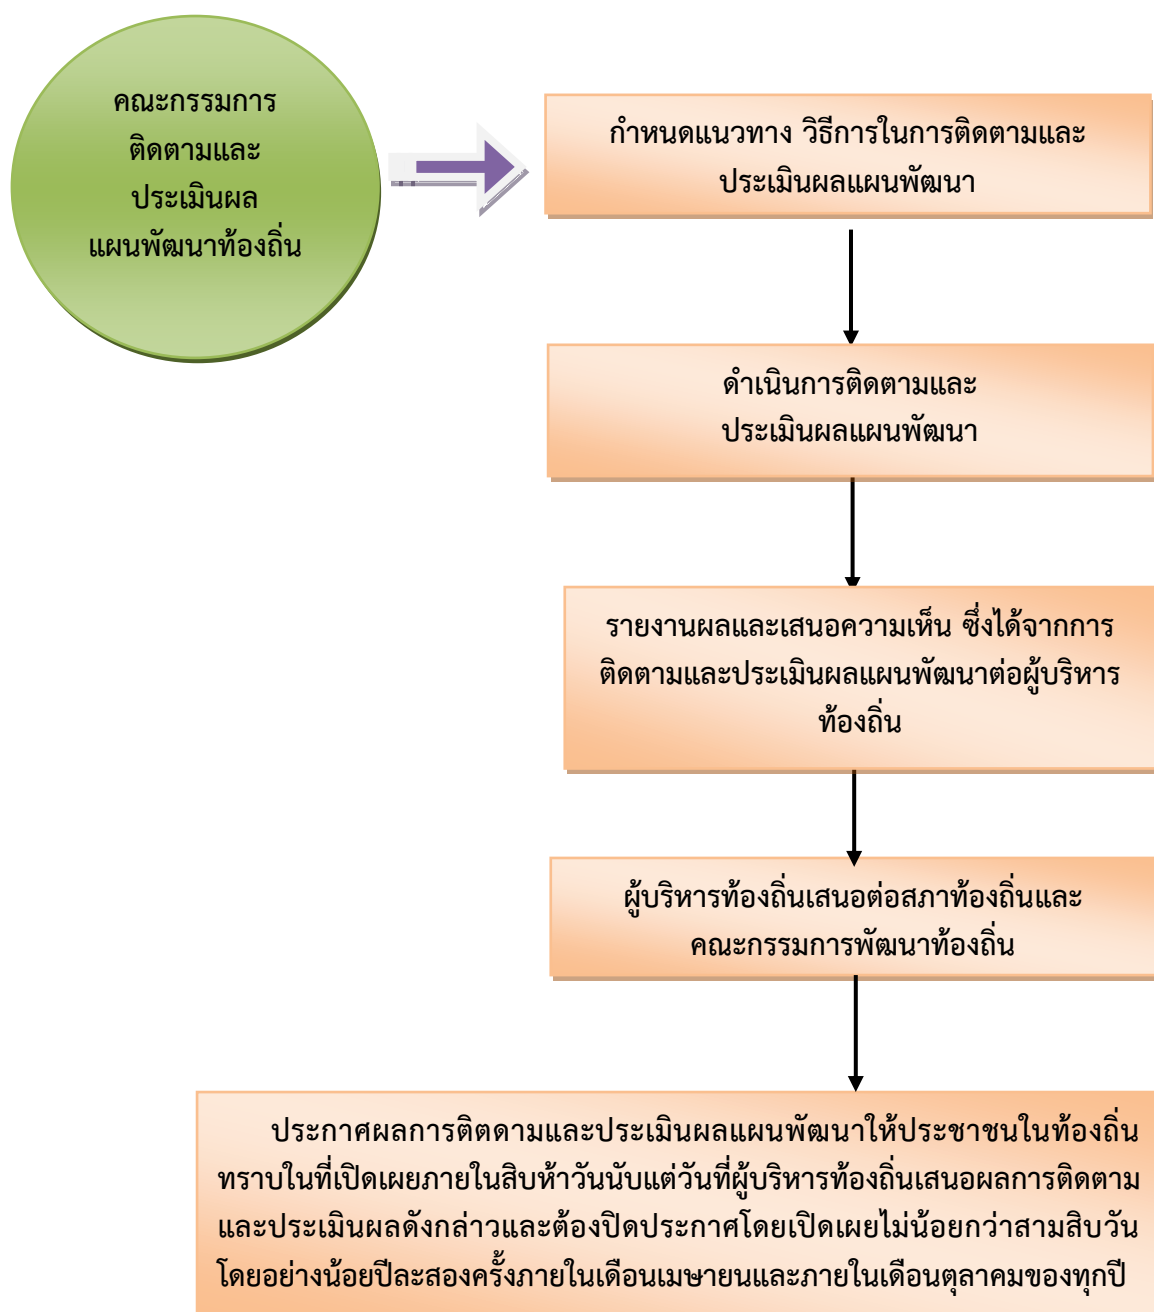 คณะกรรมการ
ติดตามและ
ประเมินผล
แผนพัฒนาท้องถิ่น
กำหนดแนวทาง วิธีการในการติดตามและ
ประเมินผลแผนพัฒนา
ดำเนินการติดตามและ
ประเมินผลแผนพัฒนา
รายงานผลและเสนอความเห็น ซึ่งได้จากการ
ติดตามและประเมินผลแผนพัฒนาต่อผู้บริหาร
ท้องถิ่น
ผู้บริหารท้องถิ่นเสนอต่อสภาท้องถิ่นและ
คณะกรรมการพัฒนาท้องถิ่น
ประกาศผลการติตดามและประเมินผลแผนพัฒนาให้ประชาชนในท้องถิ่น
ทราบในที่เปิดเผยภายในสิบห้าวันนับแต่วันที่ผู้บริหารท้องถิ่นเสนอผลการติดตาม
และประเมินผลดังกล่าวและต้องปิดประกาศโดยเปิดเผยไม่น้อยกว่าสามสิบวัน
โดยอย่างน้อยปีละสองครั้งภายในเดือนเมษายนและภายในเดือนตุลาคมของทุกปี